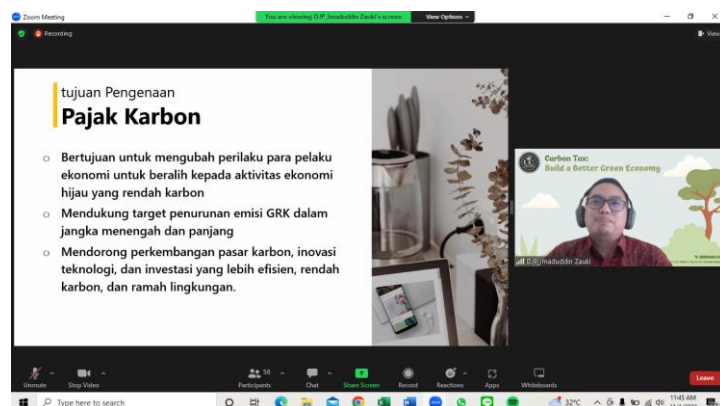 Zoom Meeting
You are viewing DJP_Imaduddin Zauki's screen
View Options
Recording
View
tujuan Pengenaan
Pajak Karbon
Bertujuan untuk mengubah perilaku para pelaku
ekonomi untuk beralih kepada aktivitas ekonomi
hijau yang rendah karbon
Mendukung target penurunan emisi GRK dalam
jangka menengah dan panjang
Mendorong perkembangan pasar karbon, inovasi
teknologi, dan investasi yang lebih efisien, rendah
karbon, dan ramah lingkungan.
Carbon Tax:
Build a Better Green Economy
DJP_Imaduddin Zauki
Unmute
Stop Video
58
Participants
Chat
Share Screen
Record
Reactions
Apps
Whiteboards
Leave
Type here to search
32°C
11:45 AM